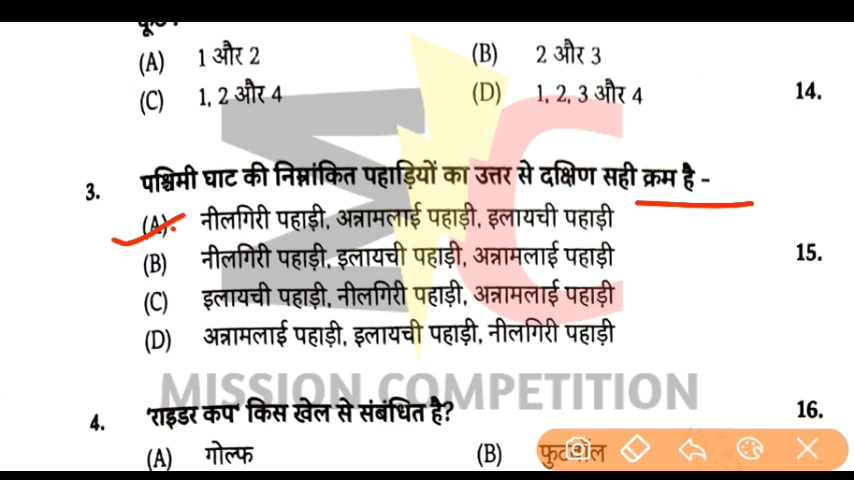 (A) 1 और 2 (B) 2 और 3
(C) 1, 2 और 4 (D) 1, 2, 3 और 4 14.
3. पश्चिमी घाट की निम्नांकित पहाड़ियों का उत्तर से दक्षिण सही क्रम है -
(A) नीलगिरी पहाड़ी, अन्नामलाई पहाड़ी, इलायची पहाड़ी
(B) नीलगिरी पहाड़ी, इलायची पहाड़ी, अन्नामलाई पहाड़ी 15.
(C) इलायची पहाड़ी, नीलगिरी पहाड़ी, अन्नामलाई पहाड़ी
(D) अन्नामलाई पहाड़ी, इलायची पहाड़ी, नीलगिरी पहाड़ी
MISSION COMPETITION
4. 'राइडर कप' किस खेल से संबंधित है? 16.
(A) गोल्फ (B)